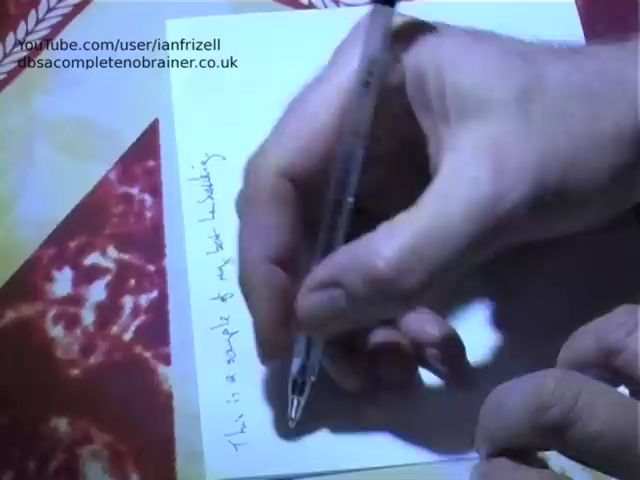 YouTube.com/user/ianfrizell
dbsacompletenobrainer.co.uk
This is a sample of my best handwriting